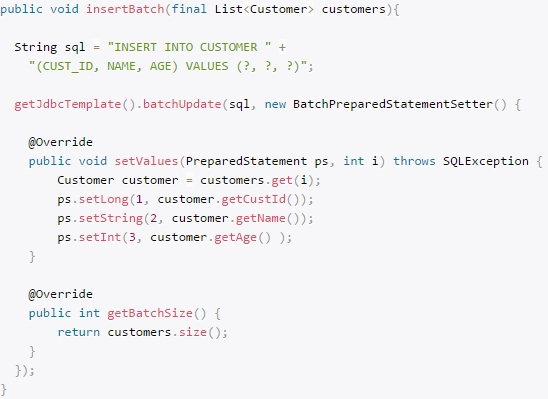 public void insertBatch(final List<Customer> customers){
String sql = "INSERT INTO CUSTOMER " +
"(CUST_ID, NAME, AGE) VALUES (?, ?, ?)";
getJdbcTemplate().batchUpdate(sql, new BatchPreparedStatementSetter() {
@Override
public void setValues(PreparedStatement ps, int i) throws SQLException {
Customer customer = customers.get(i);
ps.setLong(1, customer.getCustId());
ps.setString(2, customer.getName());
ps.setInt(3, customer.getAge() );
}
@Override
public int getBatchSize() {
return customers.size();
}
});
}